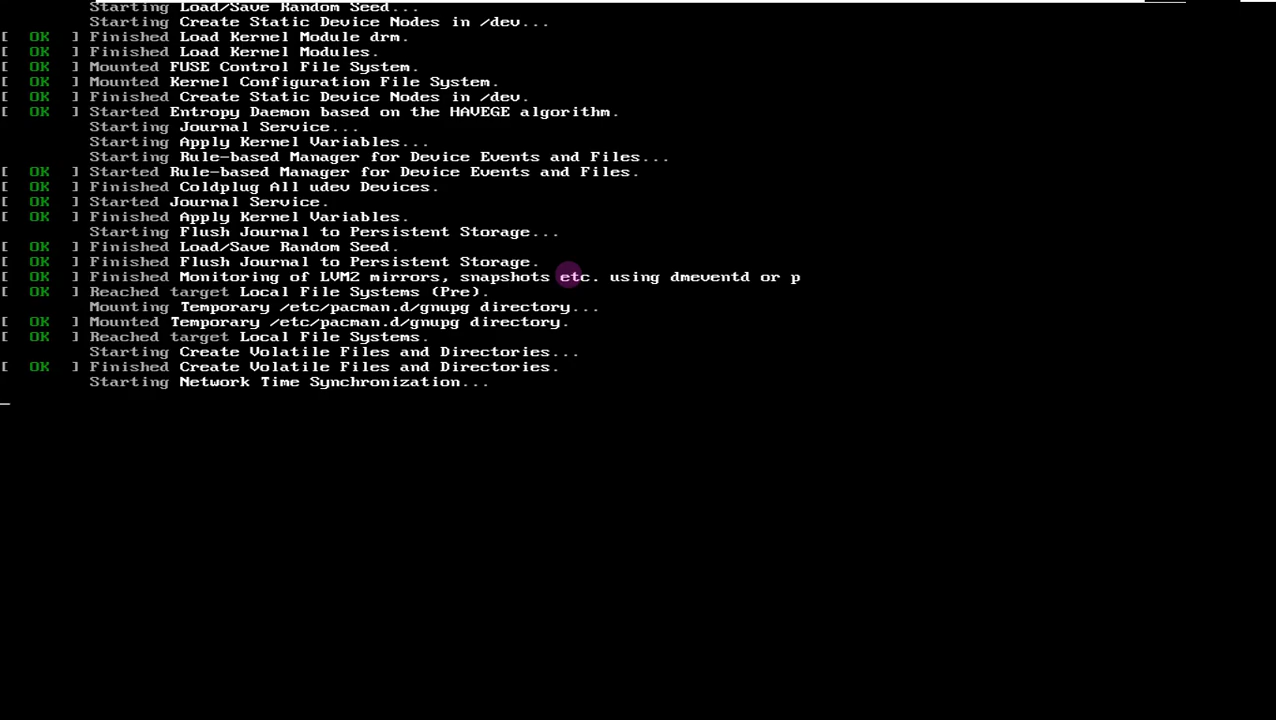 Starting Load/Save Random Seed...
Starting Create Static Device Nodes in /dev...
[  OK  ] Finished Load Kernel Module drm.
[  OK  ] Finished Load Kernel Modules.
[  OK  ] Mounted FUSE Control File System.
[  OK  ] Mounted Kernel Configuration File System.
[  OK  ] Finished Create Static Device Nodes in /dev.
[  OK  ] Started Entropy Daemon based on the HAVEGE algorithm.
Starting Journal Service...
Starting Apply Kernel Variables...
Starting Rule-based Manager for Device Events and Files...
[  OK  ] Started Rule-based Manager for Device Events and Files.
[  OK  ] Finished Coldplug All udev Devices.
[  OK  ] Started Journal Service.
[  OK  ] Finished Apply Kernel Variables.
Starting Flush Journal to Persistent Storage...
[  OK  ] Finished Load/Save Random Seed.
[  OK  ] Finished Flush Journal to Persistent Storage.
[  OK  ] Finished Monitoring of LVM2 mirrors, snapshots etc. using dmeventd or p
[  OK  ] Reached target Local File Systems (Pre).
Mounting Temporary /etc/pacman.d/gnupg directory...
[  OK  ] Mounted Temporary /etc/pacman.d/gnupg directory.
[  OK  ] Reached target Local File Systems.
Starting Create Volatile Files and Directories...
[  OK  ] Finished Create Volatile Files and Directories.
Starting Network Time Synchronization...